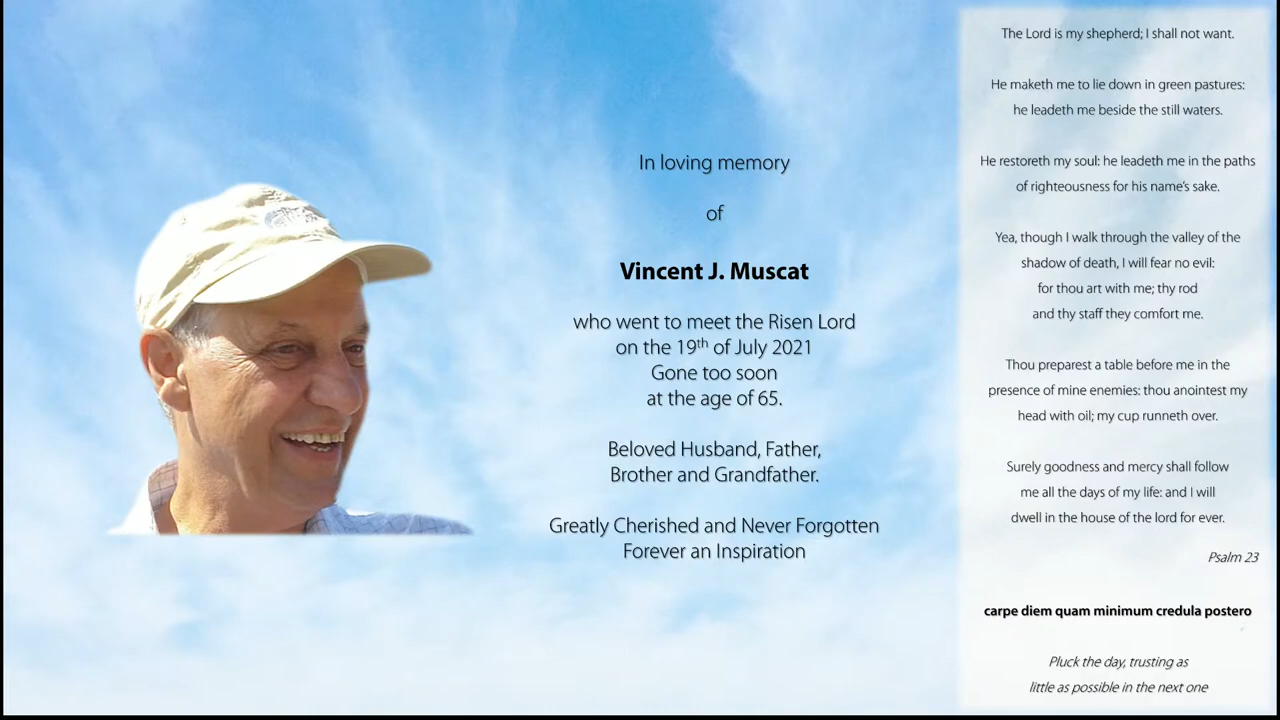 In loving memory
of
Vincent J. Muscat
who went to meet the Risen Lord
on the 19th of July 2021
Gone too soon
at the age of 65.
Beloved Husband, Father,
Brother and Grandfather.
Greatly Cherished and Never Forgotten
Forever an Inspiration
The Lord is my shepherd; I shall not want.
He maketh me to lie down in green pastures:
he leadeth me beside the still waters.
He restoreth my soul: he leadeth me in the paths
of righteousness for his name's sake.
Yea, though I walk through the valley of the
shadow of death, I will fear no evil:
for thou art with me; thy rod
and thy staff they comfort me.
Thou preparest a table before me in the
presence of mine enemies: thou anointest my
head with oil; my cup runneth over.
Surely goodness and mercy shall follow
me all the days of my life: and I will
dwell in the house of the lord for ever.
Psalm 23
carpe diem quam minimum credula postero
Pluck the day, trusting as
little as possible in the next one